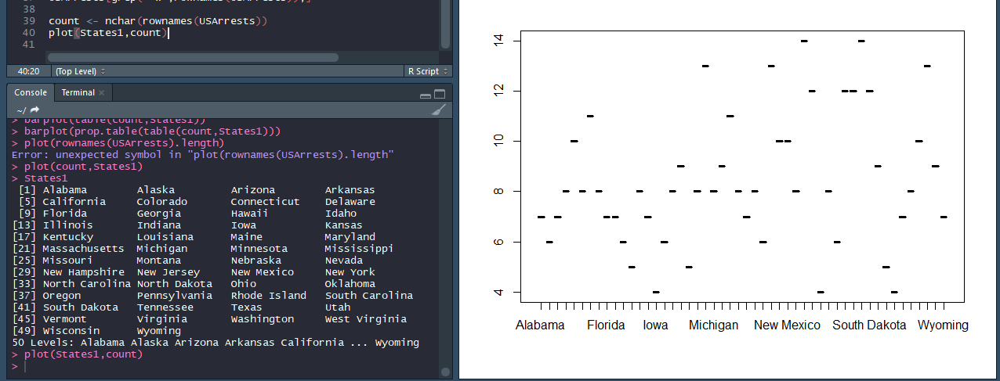 38
39 count <- nchar(rownames(USArrests))
40 plot(States1,count)
41
40:20 (Top Level) R Script
Console Terminal
~/
> barplot(table(count,States1))
> barplot(prop.table(table(count,States1)))
> plot(rownames(USArrests).length)
Error: unexpected symbol in "plot(rownames(USArrests).length"
> plot(count,States1)
> States1
[1] Alabama Alaska Arizona Arkansas
[5] California Colorado Connecticut Delaware
[9] Florida Georgia Hawaii Idaho
[13] Illinois Indiana Iowa Kansas
[17] Kentucky Louisiana Maine Maryland
[21] Massachusetts Michigan Minnesota Mississippi
[25] Missouri Montana Nebraska Nevada
[29] New Hampshire New Jersey New Mexico New York
[33] North Carolina North Dakota Ohio Oklahoma
[37] Oregon Pennsylvania Rhode Island South Carolina
[41] South Dakota Tennessee Texas Utah
[45] Vermont Virginia Washington West Virginia
[49] Wisconsin Wyoming
50 Levels: Alabama Alaska Arizona Arkansas California ... Wyoming
> plot(States1,count)
>
14
12
10
8
6
4
Alabama Florida Iowa Michigan New Mexico South Dakota Wyoming